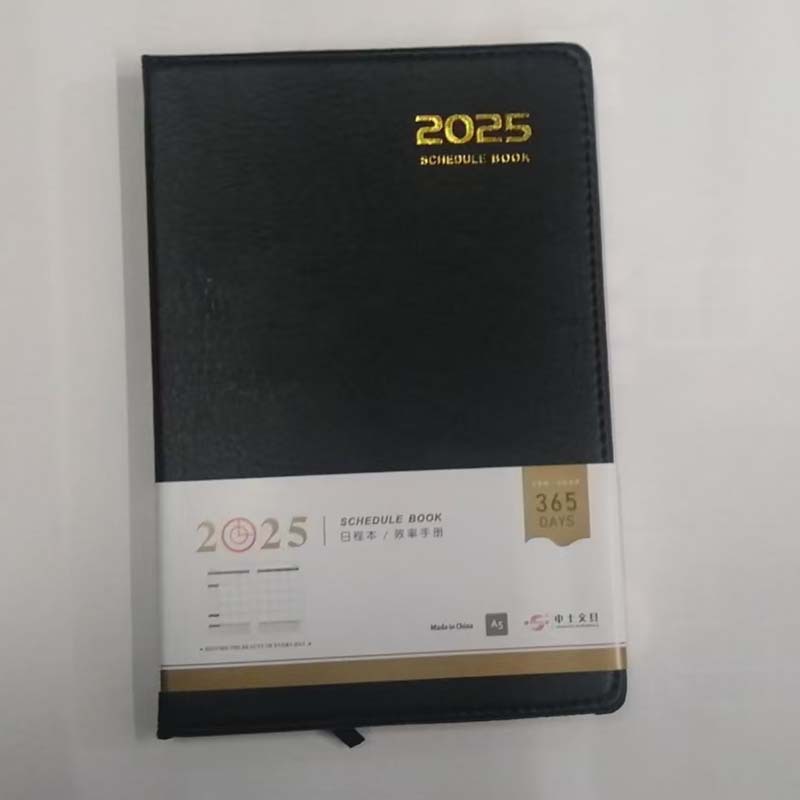 2025
SCHEDULE BOOK
365
DAYS
2025
SCHEDULE BOOK
日程本 / 效率手册
Made in China
A5